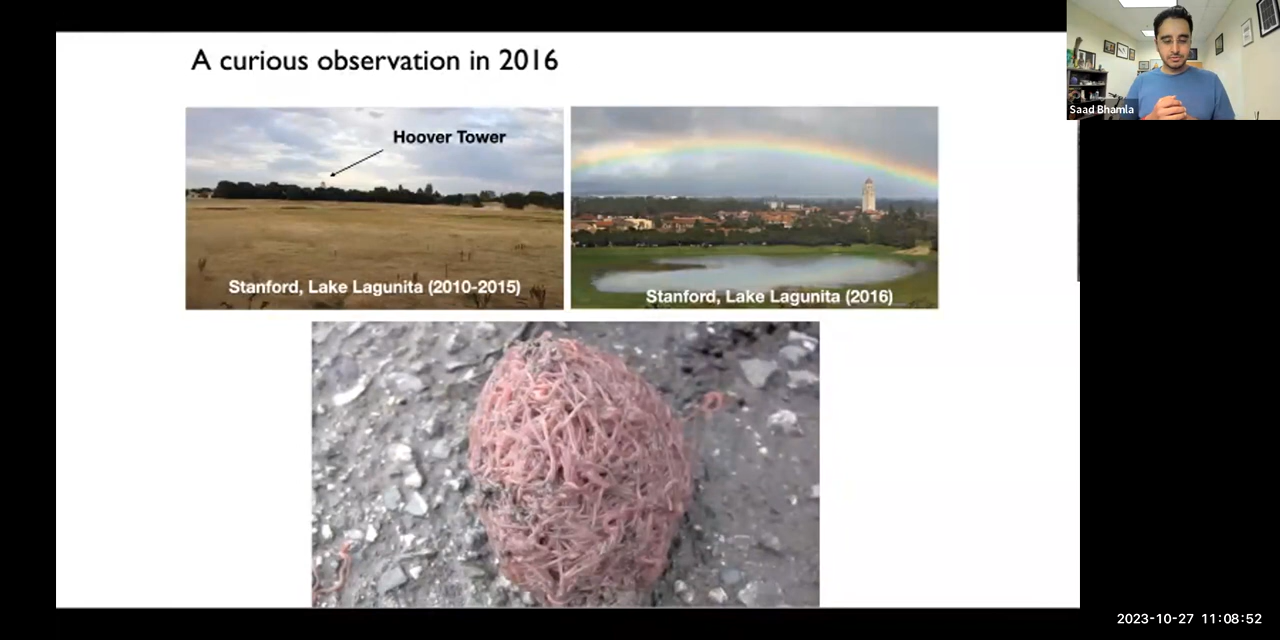 A curious observation in 2016
Hoover Tower
Stanford, Lake Lagunita (2010-2015)
Stanford, Lake Lagunita (2016)
Saad Bhamla
2023-10-27 11:08:52